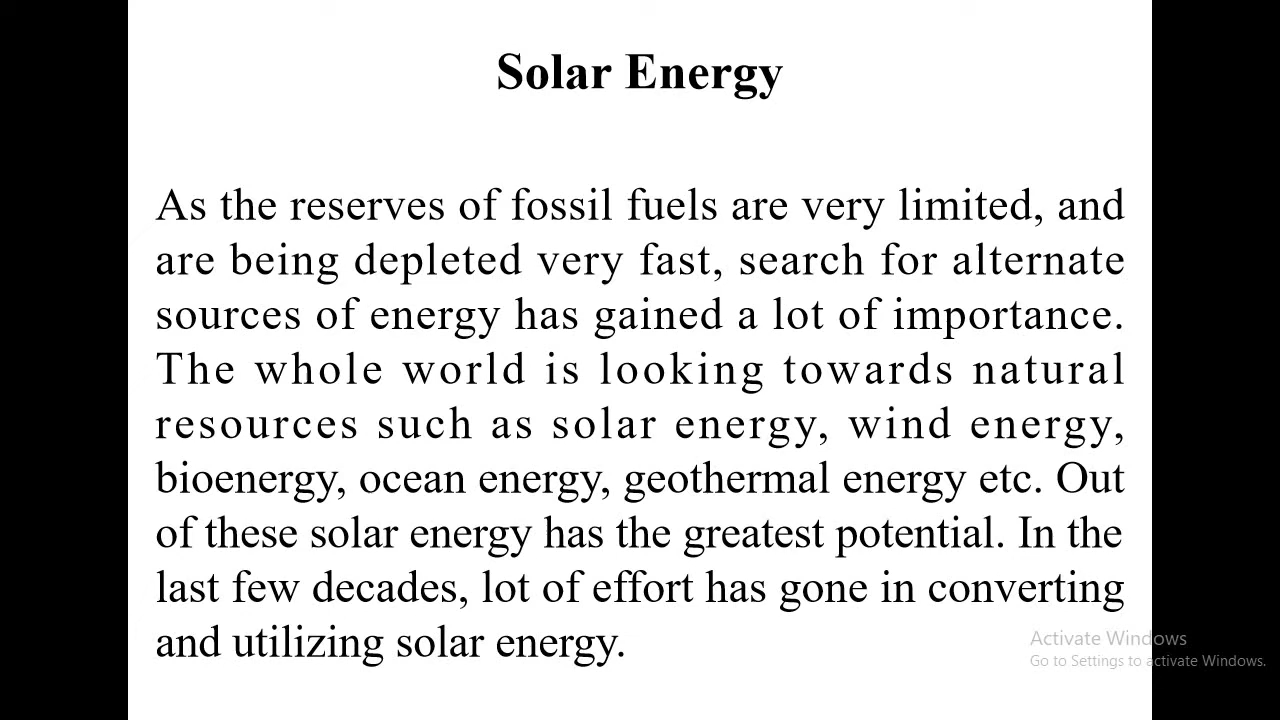 Solar Energy
As the reserves of fossil fuels are very limited, and
are being depleted very fast, search for alternate
sources of energy has gained a lot of importance.
The whole world is looking towards natural
resources such as solar energy, wind energy,
bioenergy, ocean energy, geothermal energy etc. Out
of these solar energy has the greatest potential. In the
last few decades, lot of effort has gone in converting
and utilizing solar energy.
Activate Windows
Go to Settings to activate Windows.